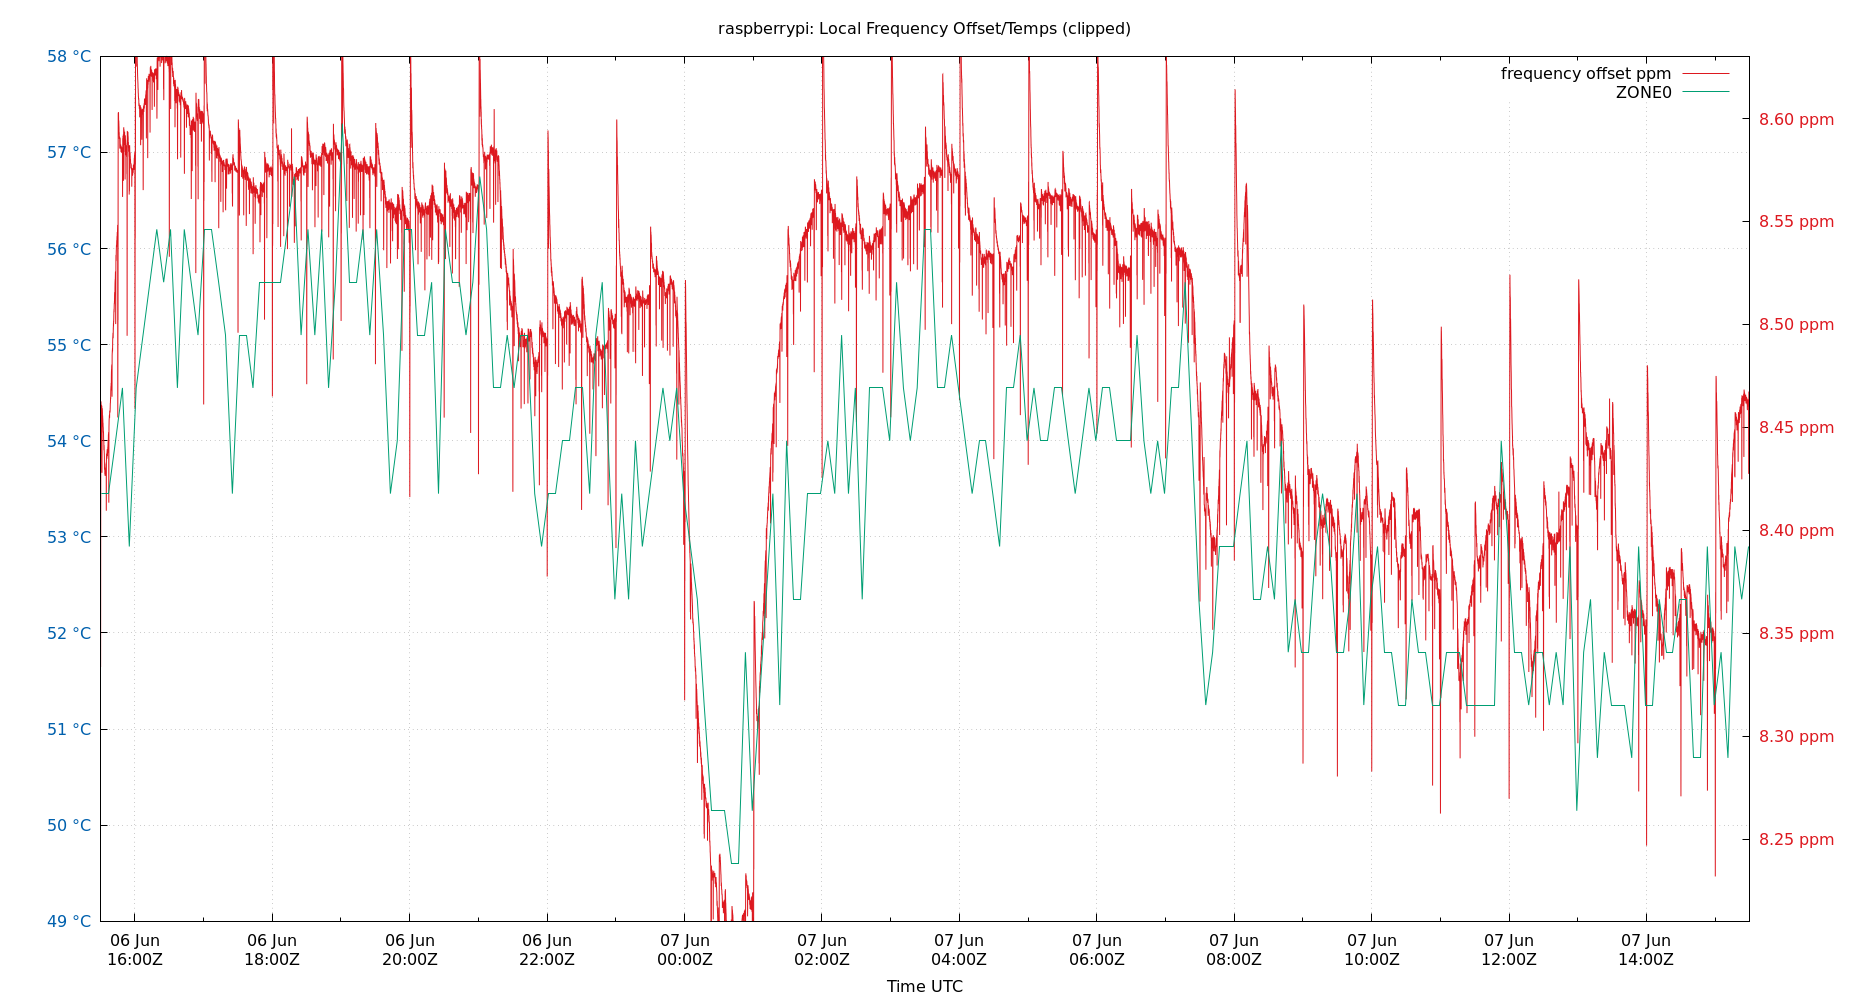 raspberrypi: Local Frequency Offset/Temps (clipped)
58 °C
57 °C
56 °C
55 °C
54 °C
53 °C
52 °C
51 °C
50 °C
49 °C
frequency offset ppm
ZONE0
8.60 ppm
8.55 ppm
8.50 ppm
8.45 ppm
8.40 ppm
8.35 ppm
8.30 ppm
8.25 ppm
06 Jun
16:00Z
06 Jun
18:00Z
06 Jun
20:00Z
06 Jun
22:00Z
07 Jun
00:00Z
07 Jun
02:00Z
07 Jun
04:00Z
07 Jun
06:00Z
07 Jun
08:00Z
07 Jun
10:00Z
07 Jun
12:00Z
07 Jun
14:00Z
Time UTC